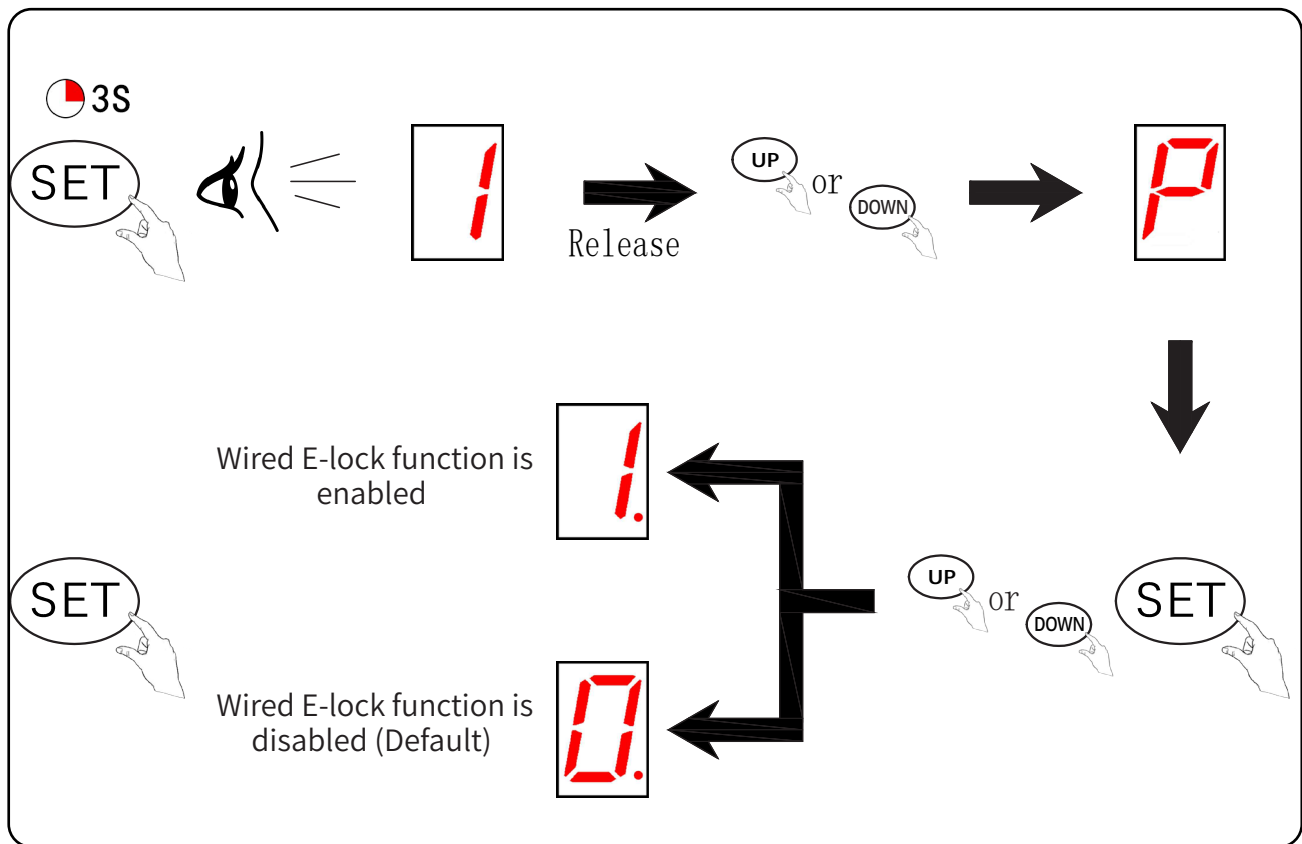 3S
SET
1
Release
UP
or
DOWN
P
Wired E-lock function is
enabled
1.
UP
or
DOWN
SET
SET
Wired E-lock function is
disabled (Default)
0.